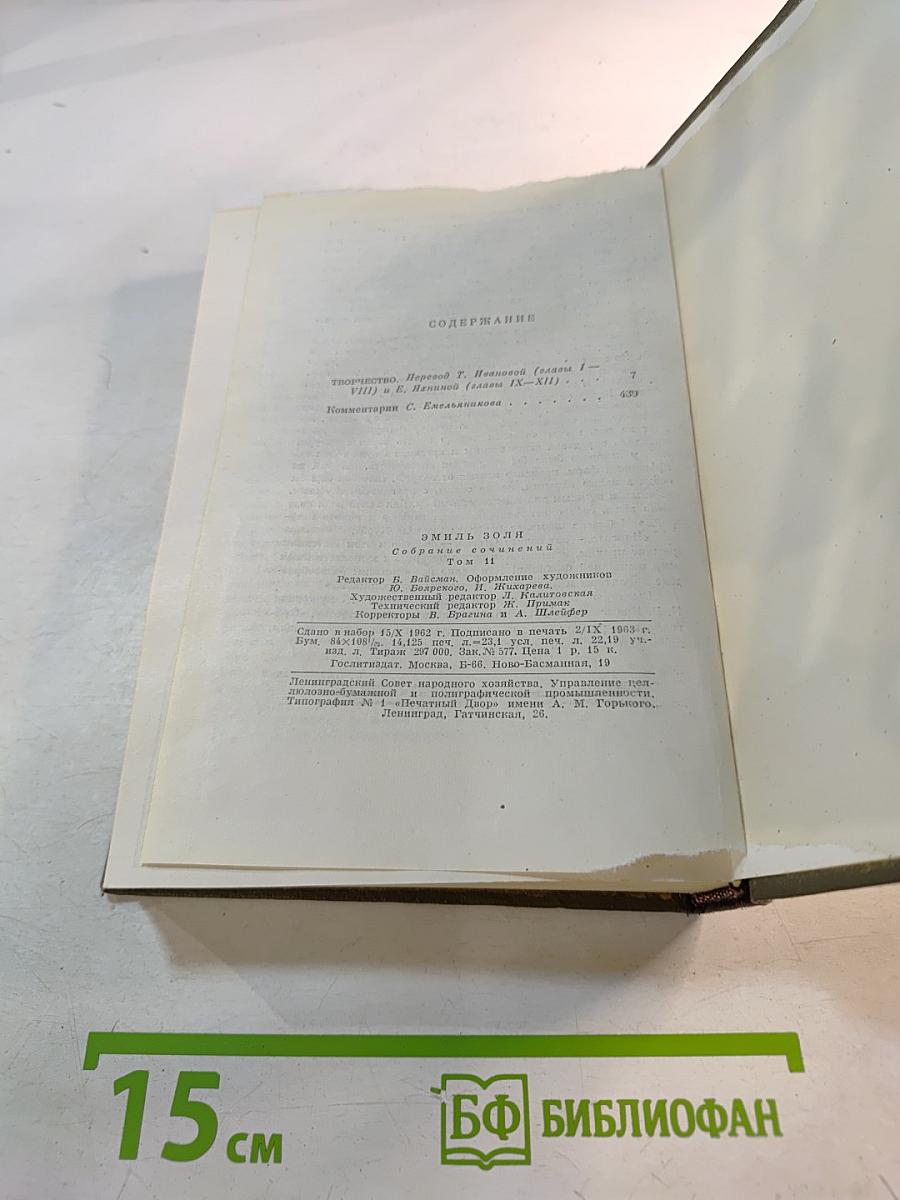 СОДЕРЖАНИЕ
ТВОРЧЕСТВО. Перевод Т. Ивановой (главы I—
VIII) и Е. Яхниной (главы IX—XII) . . . 7
Комментарии С. Емельяникова . . . . . . . 439
ЭМИЛЬ ЗОЛЯ
Собрание сочинений
Том 11
Редактор Б. Вайсман. Оформление художников
Ю. Боярского, И. Жихарева.
Художественный редактор Л. Калитовская
Технический редактор Ж. Примак
Корректоры В. Брагина и А. Шлейфер
Сдано в набор 15/X 1962 г. Подписано в печать 2/IX 1963 г.
Бум. 84×108¹/₃₂. 14,125 печ. л.=23,1 усл. печ. л. 22,19 уч.-
изд. л. Тираж 297 000. Зак. № 577. Цена 1 р. 15 к.
Гослитиздат. Москва, Б-66. Ново-Басманная, 19
Ленинградский Совет народного хозяйства. Управление цел-
люлозно-бумажной и полиграфической промышленности.
Типография № 1 «Печатный Двор» имени А. М. Горького.
Ленинград, Гатчинская, 26.
15 см
БФ БИБЛИОФАН